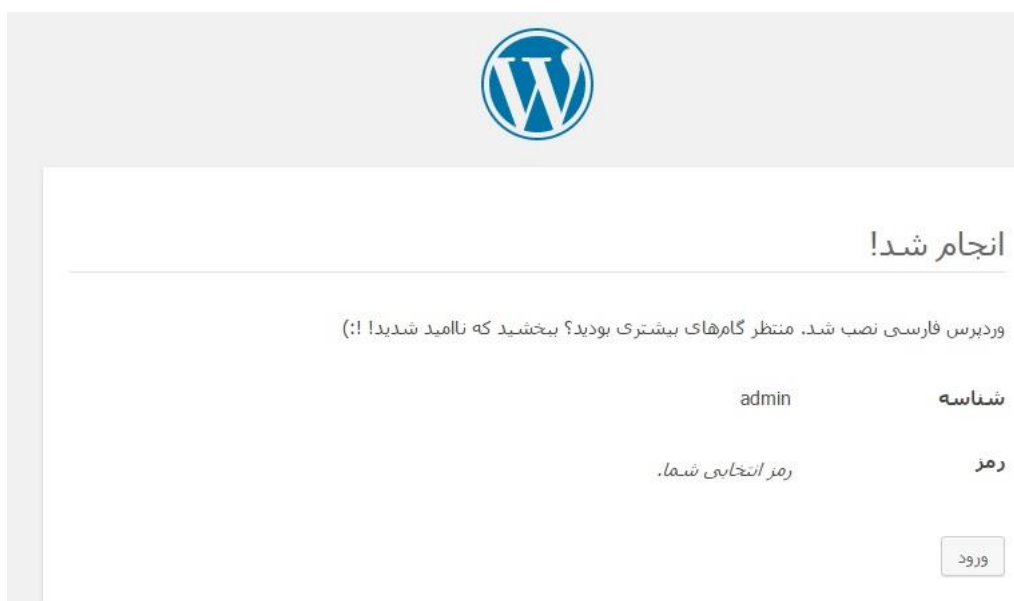 انجام شد!
وردپرس فارسی نصب شد. منتظر گام‌های بیشتری بودید؟ ببخشید که ناامید شدید! !:)
شناسه admin
رمز رمز انتخابی شما.
ورود